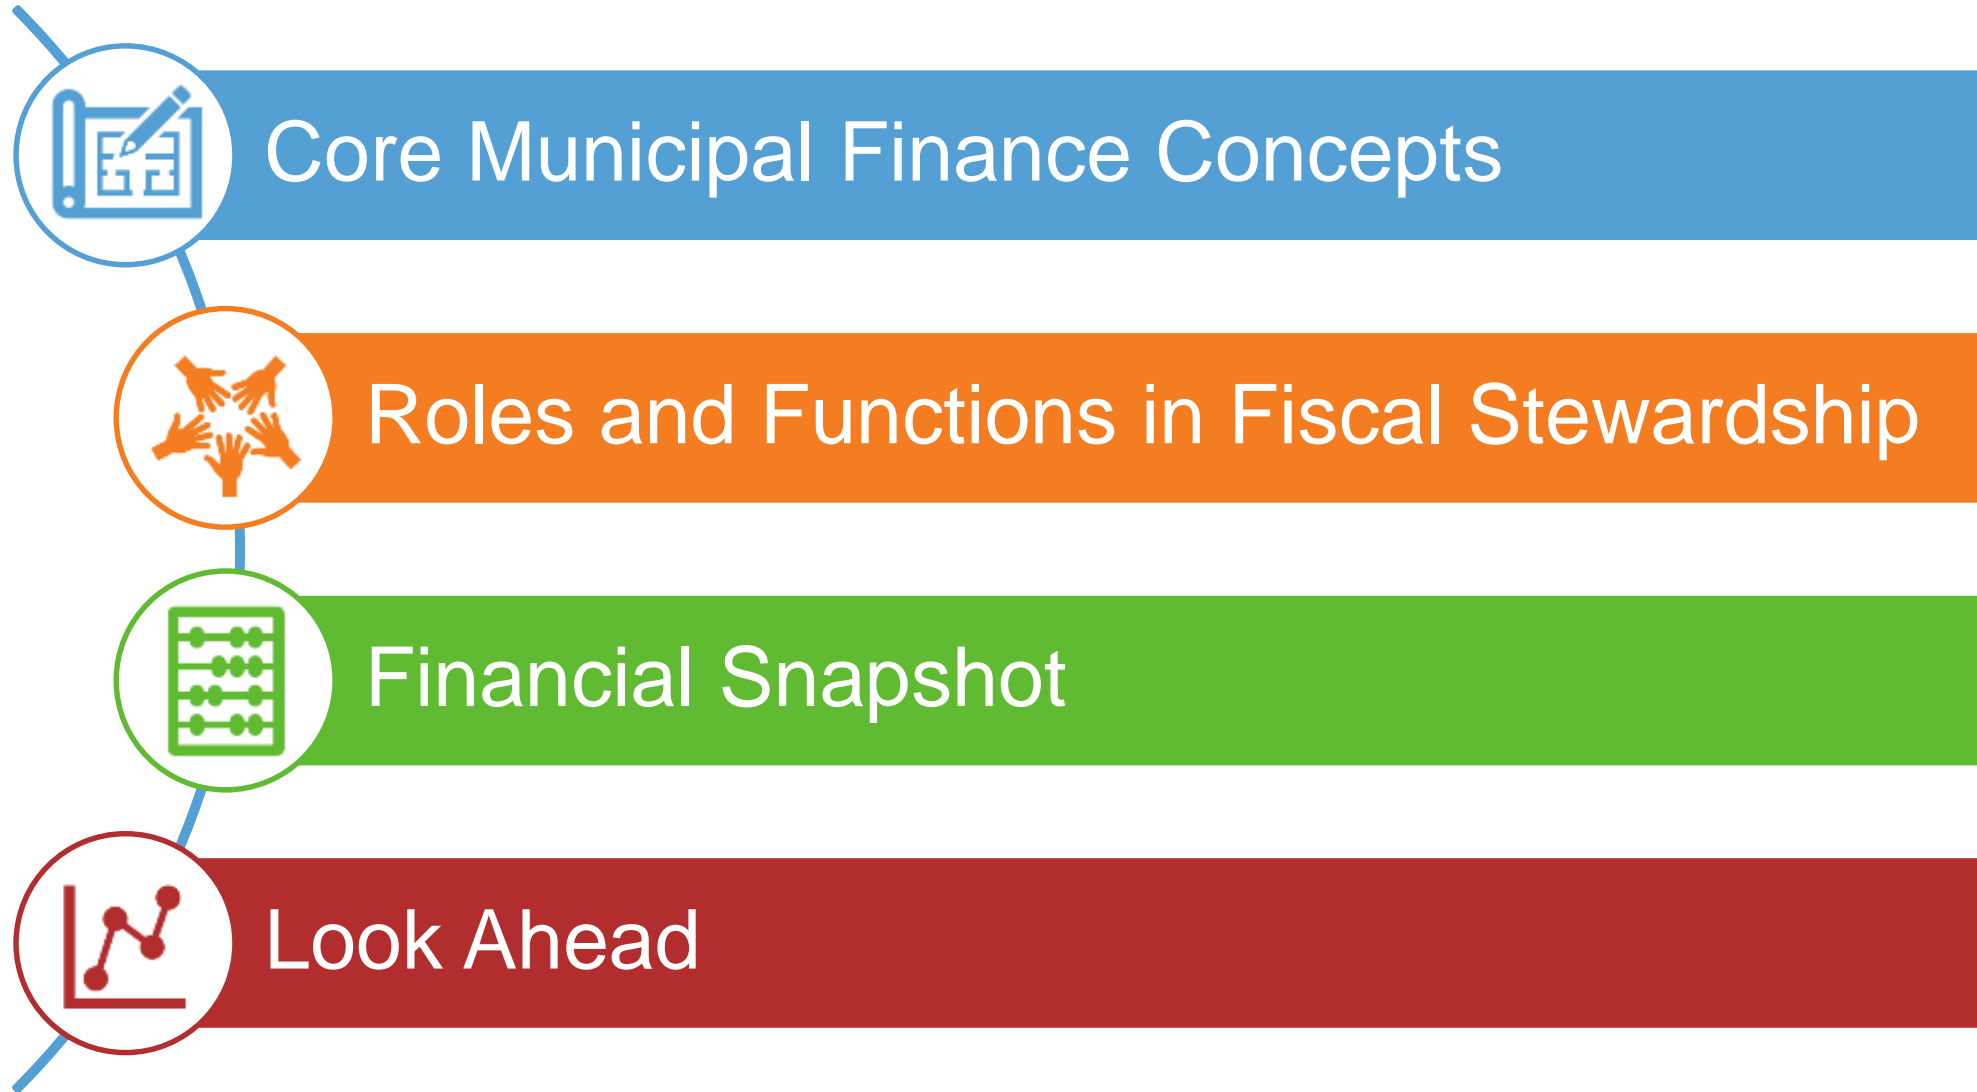 Core Municipal Finance Concepts
Roles and Functions in Fiscal Stewardship
Financial Snapshot
Look Ahead